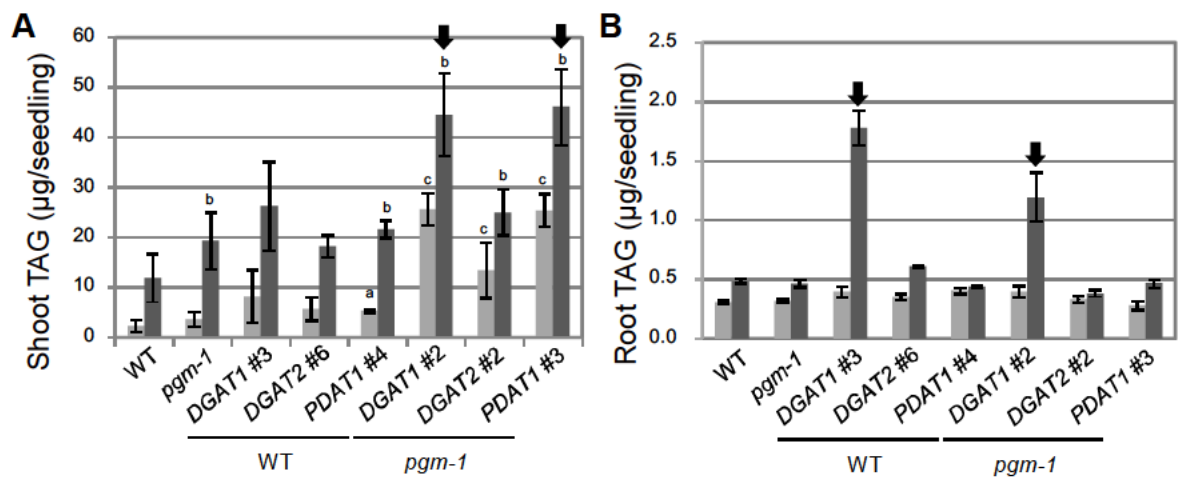 A
Shoot TAG (µg/seedling)
60
50
40
30
20
10
0
b
a
b
c
b
c
b
c
b
WT
pgm-1
DGAT1 #3
DGAT2 #6
PDAT1 #4
DGAT1 #2
DGAT2 #2
PDAT1 #3
WT
pgm-1
B
Root TAG (µg/seedling)
2.5
2.0
1.5
1.0
0.5
0.0
WT
pgm-1
DGAT1 #3
DGAT2 #6
PDAT1 #4
DGAT1 #2
DGAT2 #2
PDAT1 #3
WT
pgm-1